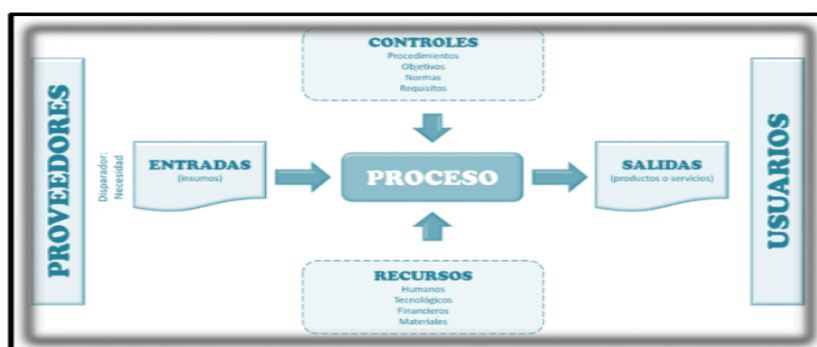 PROVEEDORES
Disparador:
Necesidad
ENTRADAS
(insumos)
CONTROLES
Procedimientos
Objetivos
Normas
Requisitos
PROCESO
RECURSOS
Humanos
Tecnológicos
Financieros
Materiales
SALIDAS
(productos o servicios)
USUARIOS